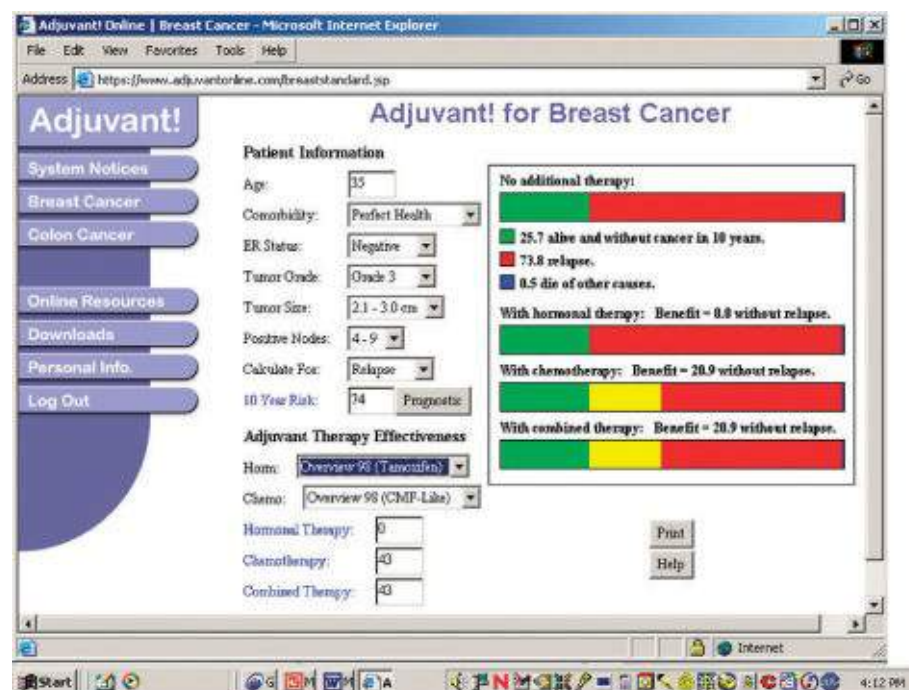 Adjuvant! Online | Breast Cancer - Microsoft Internet Explorer
File Edit View Favorites Tools Help
Address https://www.adjuvantonline.com/breaststandard.jsp Go
Adjuvant!
System Notices
Breast Cancer
Colon Cancer
Online Resources
Downloads
Personal Info.
Log Out
Adjuvant! for Breast Cancer
Patient Information
Age: 35
Comorbidity: Perfect Health
ER Status: Negative
Tumor Grade: Grade 3
Tumor Size: 2.1 - 3.0 cm
Positive Nodes: 4 - 9
Calculate For: Relapse
10 Year Risk: 74 Prognostic
Adjuvant Therapy Effectiveness
Horm: Overview 98 (Tamoxifen)
Chemo: Overview 98 (CMF-Like)
Hormonal Therapy: 0
Chemotherapy: 43
Combined Therapy: 43
No additional therapy:
25.7 alive and without cancer in 10 years.
73.8 relapse.
0.5 die of other causes.
With hormonal therapy: Benefit = 0.0 without relapse.
With chemotherapy: Benefit = 20.9 without relapse.
With combined therapy: Benefit = 20.9 without relapse.
Print
Help
Internet
Start
4:12 PM